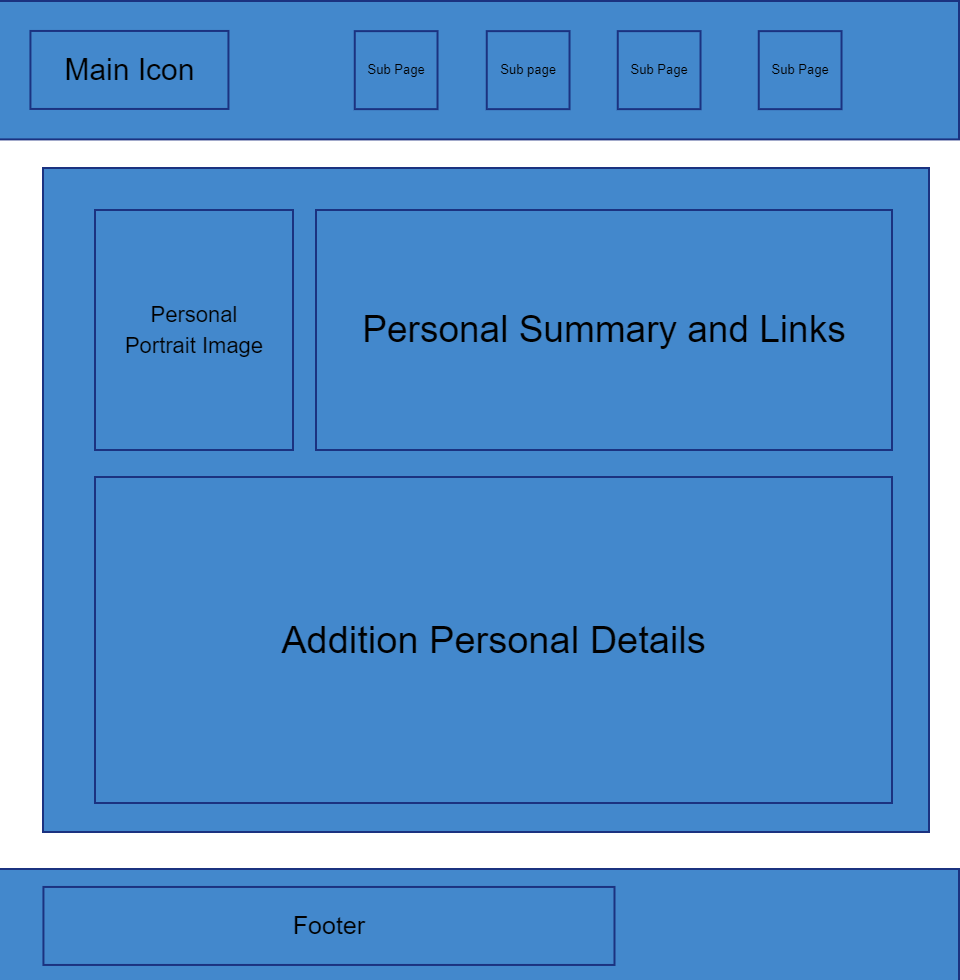 Main Icon
Sub Page
Sub page
Sub Page
Sub Page
Personal
Portrait Image
Personal Summary and Links
Addition Personal Details
Footer